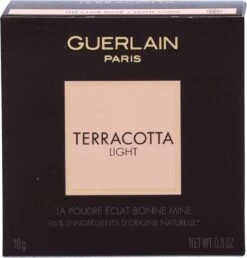 GUERLAIN
PARIS
TERRACOTTA
LIGHT
LA POUDRE ÉCLAT BONNE MINE
96% D'INGRÉDIENTS D'ORIGINE NATURELLE*
10g
NET WT. 0.3 OZ